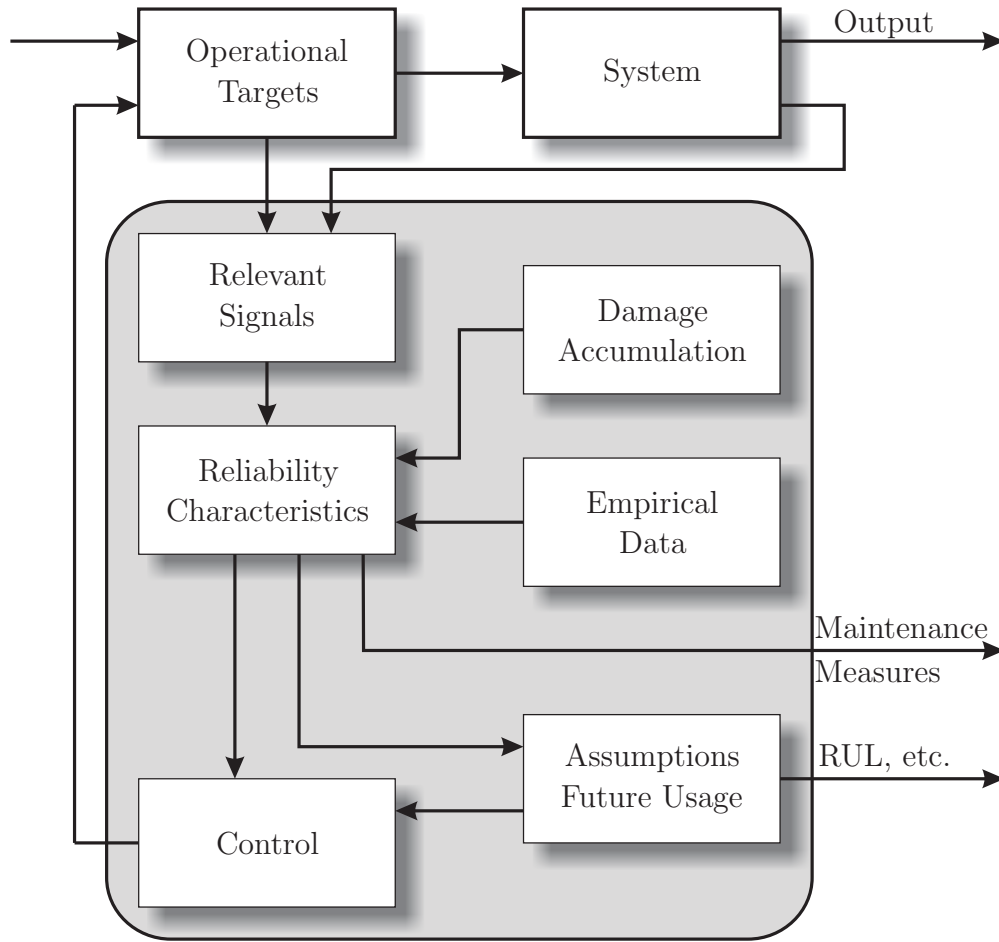 Operational
Targets
System
Output
Relevant
Signals
Damage
Accumulation
Reliability
Characteristics
Empirical
Data
Maintenance
Measures
Assumptions
Future Usage
RUL, etc.
Control